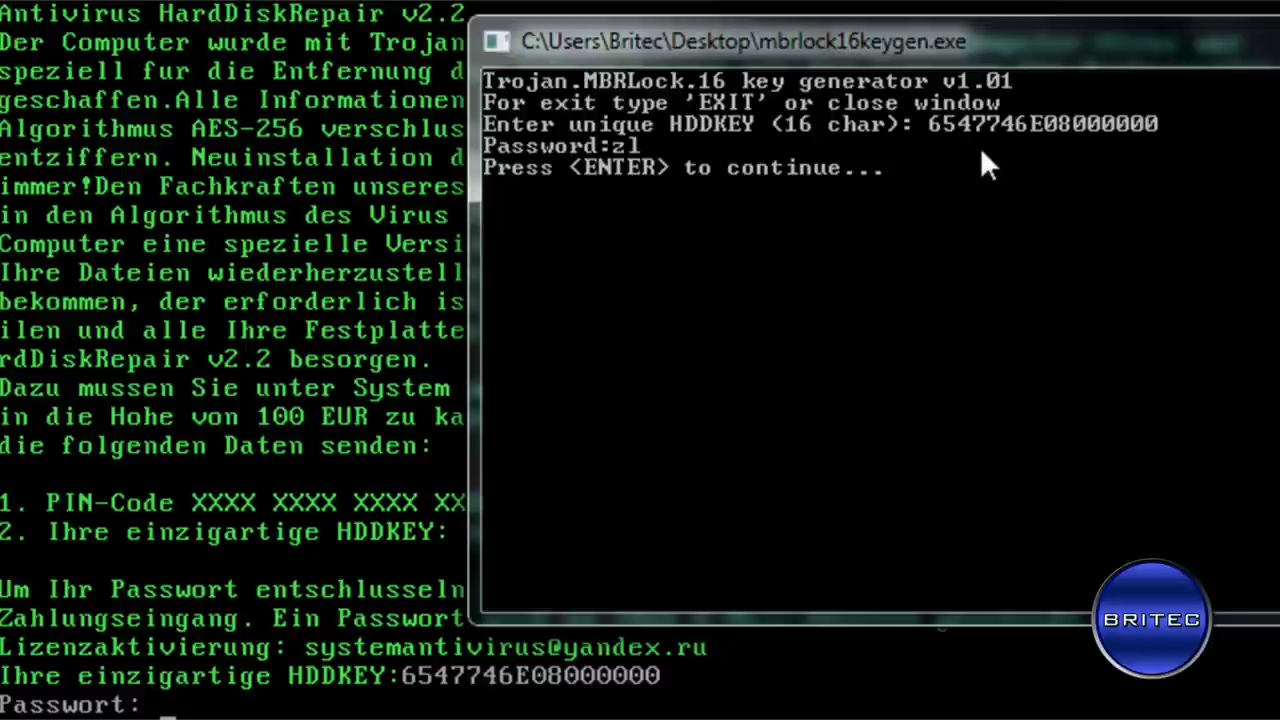 Antivirus HardDiskRepair v2.2
Der Computer wurde mit Trojan
speziell fur die Entfernung d
geschaffen.Alle Informationen
Algorithmus AES-256 verschlus
entziffern. Neuinstallation d
immer!Den Fachkraften unseres
in den Algorithmus des Virus
Computer eine spezielle Versi
Ihre Dateien wiederherzustell
bekommen, der erforderlich is
ilen und alle Ihre Festplatte
rdDiskRepair v2.2 besorgen.
Dazu mussen Sie unter System
in die Hohe von 100 EUR zu ka
die folgenden Daten senden:
1. PIN-Code XXXX XXXX XXXX XX
2. Ihre einzigartige HDDKEY:
Um Ihr Passwort entschlusseln
Zahlungseingang. Ein Passwort
Lizenzaktivierung: systemantivirus@yandex.ru
Ihre einzigartige HDDKEY:6547746E08000000
Passwort:
C:\Users\Britec\Desktop\mbrlock16keygen.exe
Trojan.MBRLock.16 key generator v1.01
For exit type 'EXIT' or close window
Enter unique HDDKEY (16 char): 6547746E08000000
Password:zl
Press <ENTER> to continue...
BRITEC